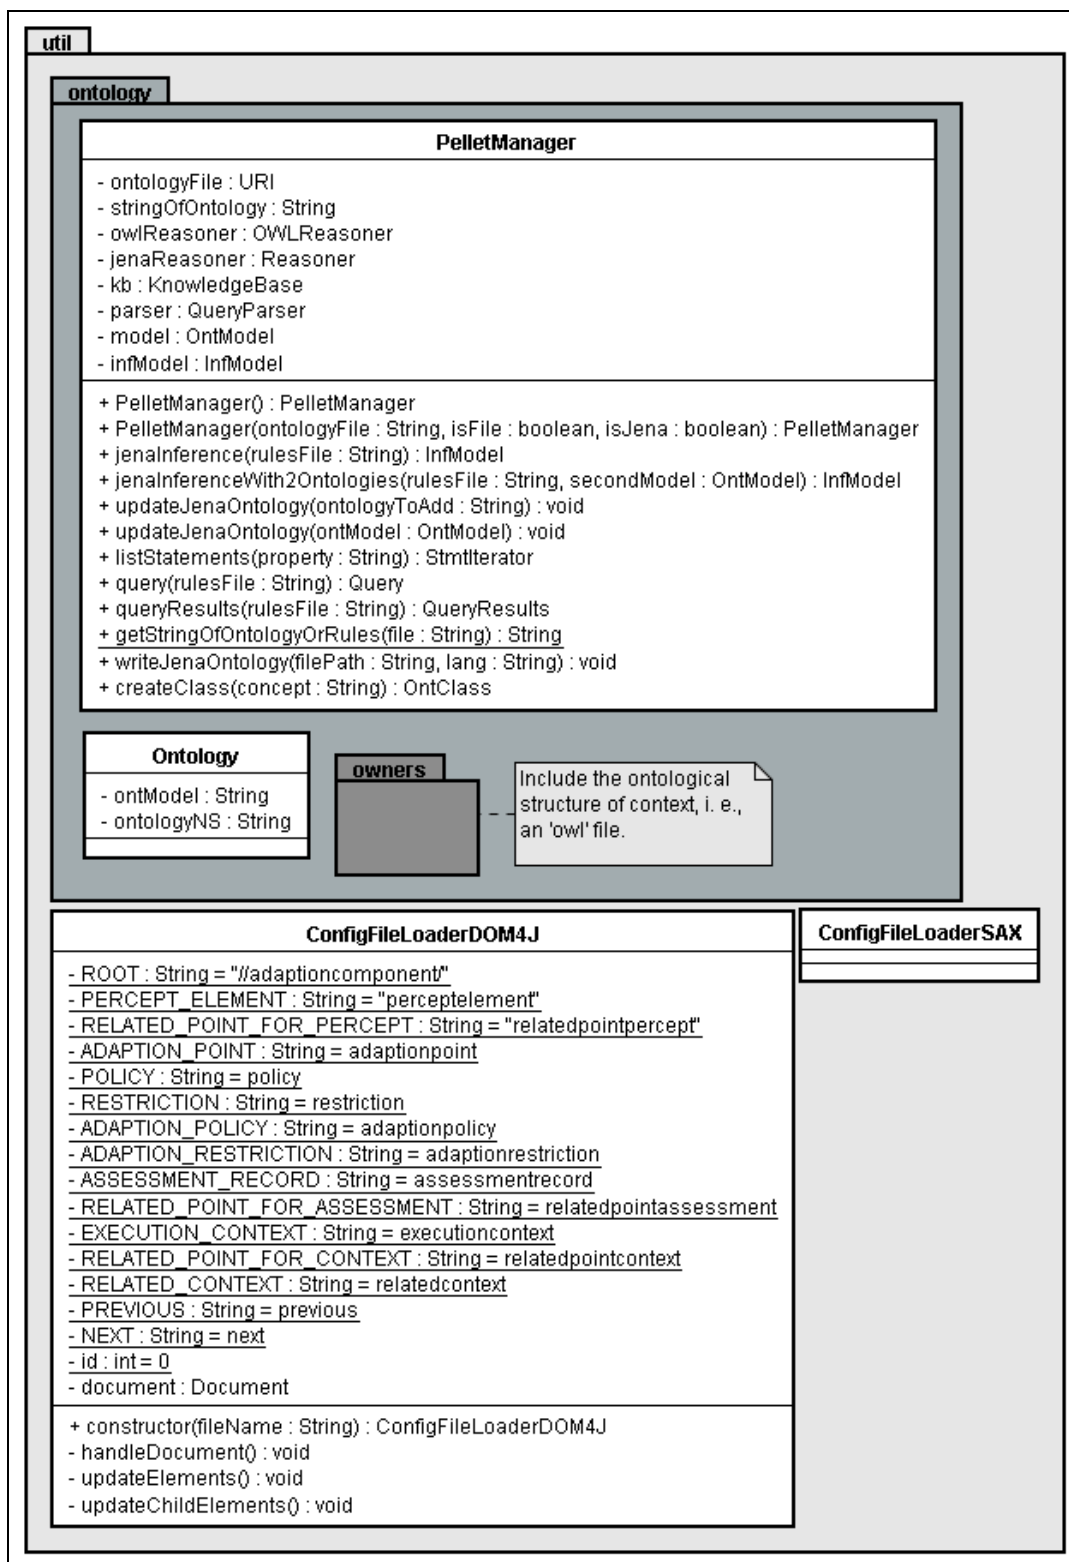 util
ontology
PelletManager
- ontologyFile : URI
- stringOfOntology : String
- owlReasoner : OWLReasoner
- jenaReasoner : Reasoner
- kb : KnowledgeBase
- parser : QueryParser
- model : OntModel
- infModel : InfModel
+ PelletManager() : PelletManager
+ PelletManager(ontologyFile : String, isFile : boolean, isJena : boolean) : PelletManager
+ jenaInference(rulesFile : String) : InfModel
+ jenaInferenceWith2Ontologies(rulesFile : String, secondModel : OntModel) : InfModel
+ updateJenaOntology(ontologyToAdd : String) : void
+ updateJenaOntology(ontModel : OntModel) : void
+ listStatements(property : String) : StmtIterator
+ query(rulesFile : String) : Query
+ queryResults(rulesFile : String) : QueryResults
+ getStringOfOntologyOrRules(file : String) : String
+ writeJenaOntology(filePath : String, lang : String) : void
+ createClass(concept : String) : OntClass
Ontology
- ontModel : String
- ontologyNS : String
owners
Include the ontological
structure of context, i. e.,
an 'owl' file.
ConfigFileLoaderDOM4J
- ROOT : String = "//adaptioncomponent/"
- PERCEPT_ELEMENT : String = "perceptelement"
- RELATED_POINT_FOR_PERCEPT : String = "relatedpointpercept"
- ADAPTION_POINT : String = adaptionpoint
- POLICY : String = policy
- RESTRICTION : String = restriction
- ADAPTION_POLICY : String = adaptionpolicy
- ADAPTION_RESTRICTION : String = adaptionrestriction
- ASSESSMENT_RECORD : String = assessmentrecord
- RELATED_POINT_FOR_ASSESSMENT : String = relatedpointassessment
- EXECUTION_CONTEXT : String = executioncontext
- RELATED_POINT_FOR_CONTEXT : String = relatedpointcontext
- RELATED_CONTEXT : String = relatedcontext
- PREVIOUS : String = previous
- NEXT : String = next
- id : int = 0
- document : Document
+ constructor(fileName : String) : ConfigFileLoaderDOM4J
- handleDocument() : void
- updateElements() : void
- updateChildElements() : void
ConfigFileLoaderSAX